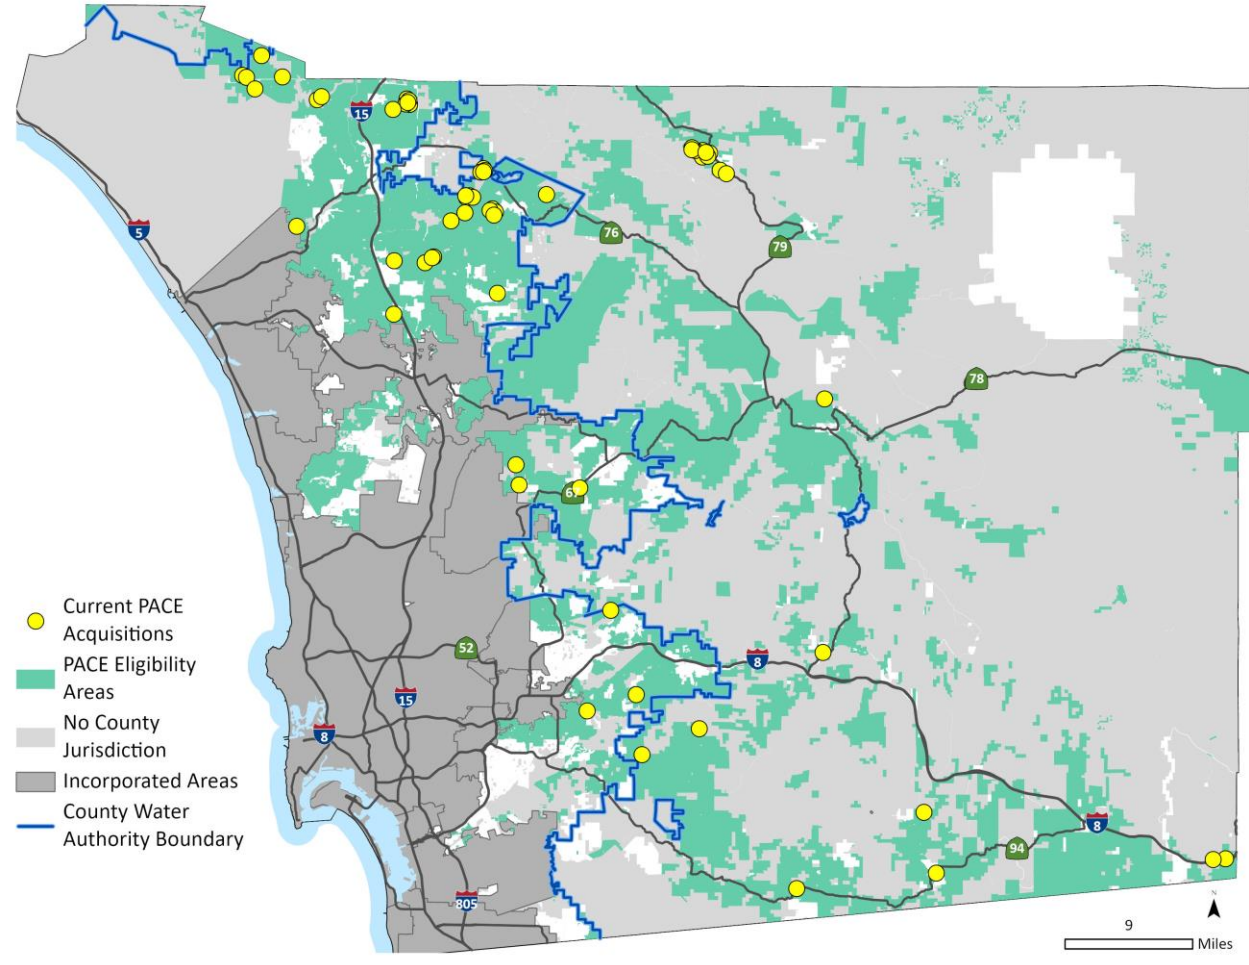 15
5
76
79
78
67
Current PACE
Acquisitions
PACE Eligibility
Areas
No County
Jurisdiction
Incorporated Areas
County Water
Authority Boundary
52
8
15
8
8
94
805
N
9
Miles